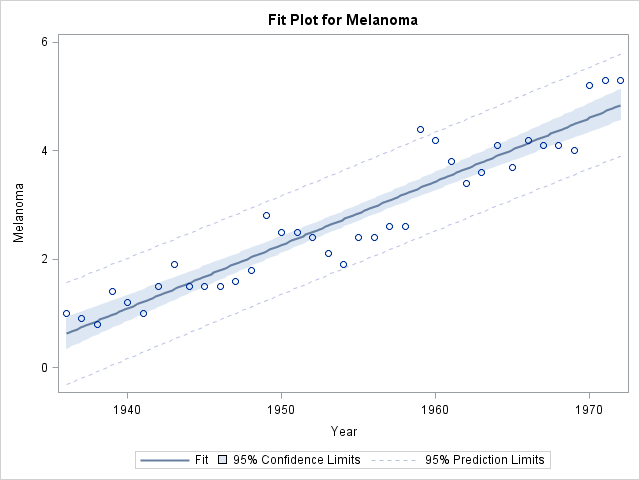 Fit Plot for Melanoma
6
4
2
0
Melanoma
1940 1950 1960 1970
Year
Fit 95% Confidence Limits 95% Prediction Limits